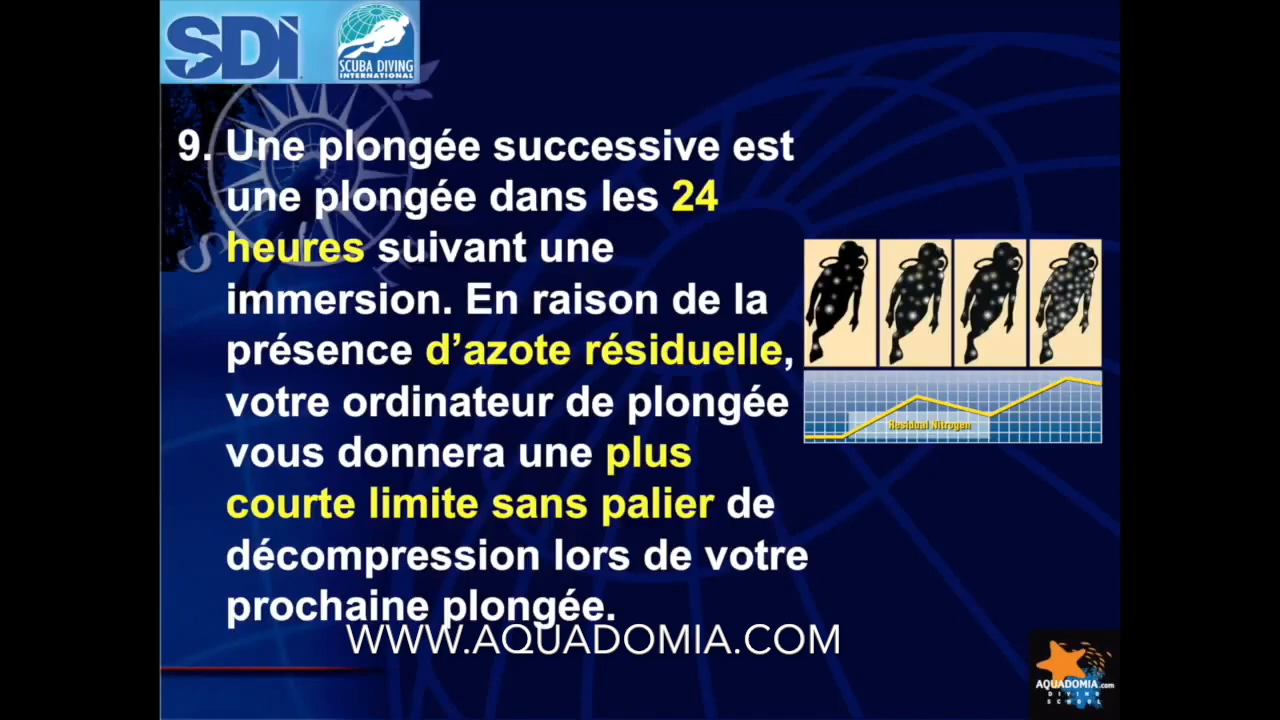 SDI
SCUBA DIVING
INTERNATIONAL
9. Une plongée successive est
une plongée dans les 24
heures suivant une
immersion. En raison de la
présence d’azote résiduelle,
votre ordinateur de plongée
vous donnera une plus
courte limite sans palier de
décompression lors de votre
prochaine plongée.
Residual Nitrogen
WWW.AQUADOMIA.COM
AQUADOMIA.com
DIVING
SCHOOL